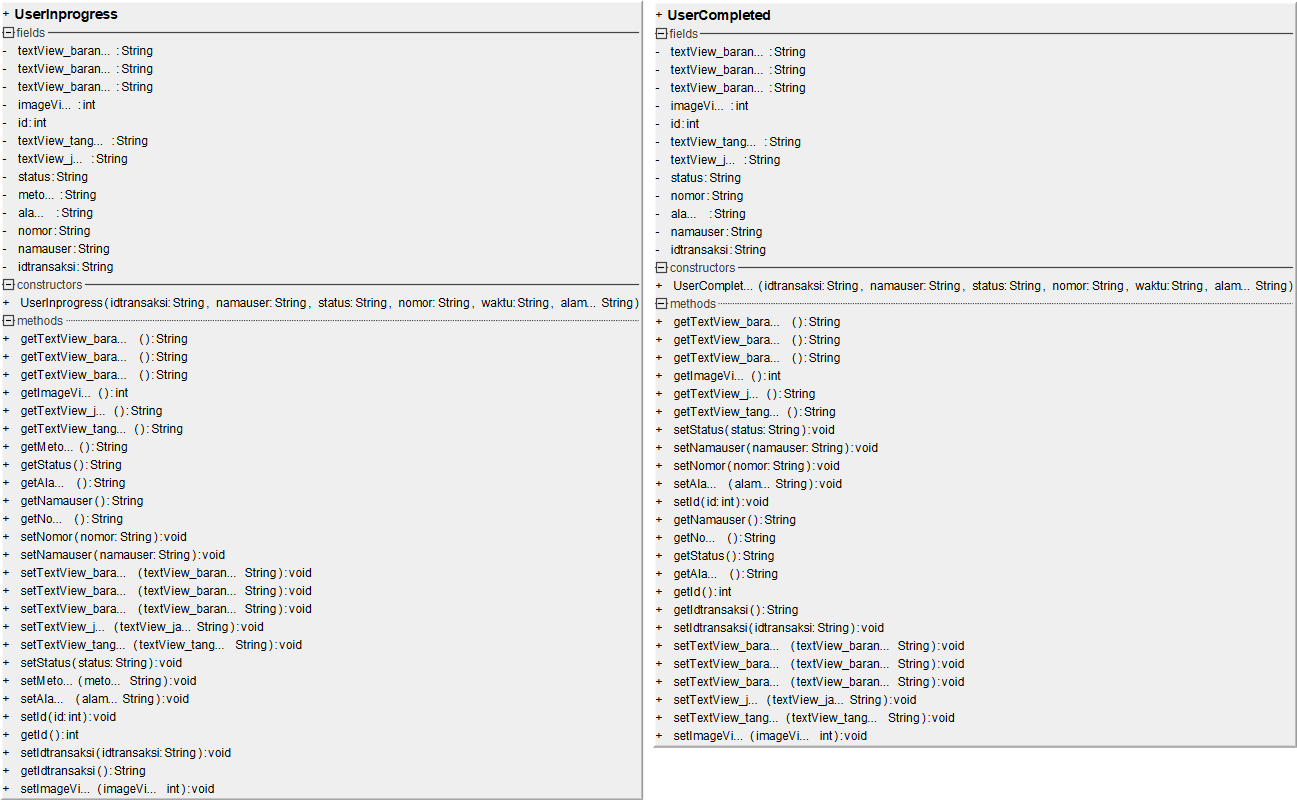 + UserInprogress
fields
- textView_baran... : String
- textView_baran... : String
- textView_baran... : String
- imageVi... : int
- id: int
- textView_tang... : String
- textView_j... : String
- status: String
- meto... : String
- ala... : String
- nomor: String
- namauser: String
- idtransaksi: String
constructors
+ UserInprogress (idtransaksi: String, namauser: String, status: String, nomor: String, waktu: String, alam... String)
methods
+ getTextView_bara... (): String
+ getTextView_bara... (): String
+ getTextView_bara... (): String
+ getImageVi... (): int
+ getTextView_j... (): String
+ getTextView_tang... (): String
+ getMeto... (): String
+ getStatus (): String
+ getAla... (): String
+ getNamauser (): String
+ getNo... (): String
+ setNomor (nomor: String): void
+ setNamauser (namauser: String): void
+ setTextView_bara... (textView_baran... String): void
+ setTextView_bara... (textView_baran... String): void
+ setTextView_bara... (textView_baran... String): void
+ setTextView_j... (textView_ja... String): void
+ setTextView_tang... (textView_tang... String): void
+ setStatus (status: String): void
+ setMeto... (meto... String): void
+ setAla... (alam... String): void
+ setId (id: int): void
+ getId (): int
+ setIdtransaksi (idtransaksi: String): void
+ getIdtransaksi (): String
+ setImageVi... (imageVi... int): void
+ UserCompleted
fields
- textView_baran... : String
- textView_baran... : String
- textView_baran... : String
- imageVi... : int
- id: int
- textView_tang... : String
- textView_j... : String
- status: String
- nomor: String
- ala... : String
- namauser: String
- idtransaksi: String
constructors
+ UserComplet... (idtransaksi: String, namauser: String, status: String, nomor: String, waktu: String, alam... String)
methods
+ getTextView_bara... (): String
+ getTextView_bara... (): String
+ getTextView_bara... (): String
+ getImageVi... (): int
+ getTextView_j... (): String
+ getTextView_tang... (): String
+ setStatus (status: String): void
+ setNamauser (namauser: String): void
+ setNomor (nomor: String): void
+ setAla... (alam... String): void
+ setId (id: int): void
+ getNamauser (): String
+ getNo... (): String
+ getStatus (): String
+ getAla... (): String
+ getId (): int
+ getIdtransaksi (): String
+ setIdtransaksi (idtransaksi: String): void
+ setTextView_bara... (textView_baran... String): void
+ setTextView_bara... (textView_baran... String): void
+ setTextView_bara... (textView_baran... String): void
+ setTextView_j... (textView_ja... String): void
+ setTextView_tang... (textView_tang... String): void
+ setImageVi... (imageVi... int): void